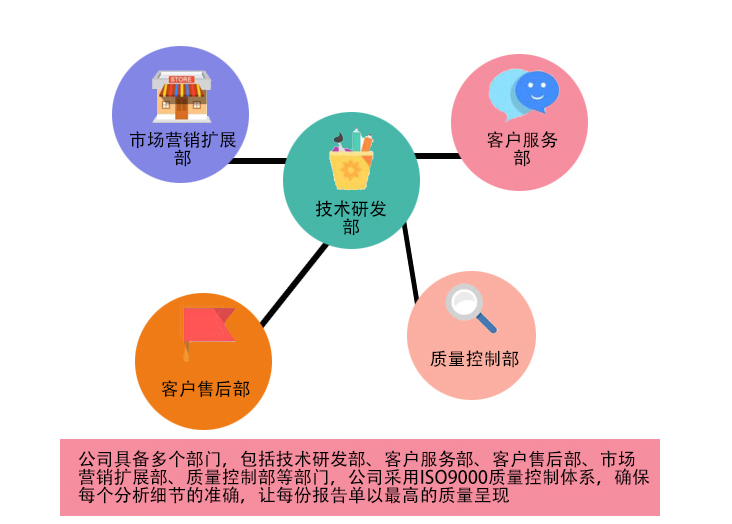 STORE
市场营销扩展
部
客户服务
部
技术研发
部
客户售后部
质量控制部
公司具备多个部门，包括技术研发部、客户服务部、客户售后部、市场
营销扩展部、质量控制部等部门，公司采用ISO9000质量控制体系，确保
每个分析细节的准确，让每份报告单以最高的质量呈现